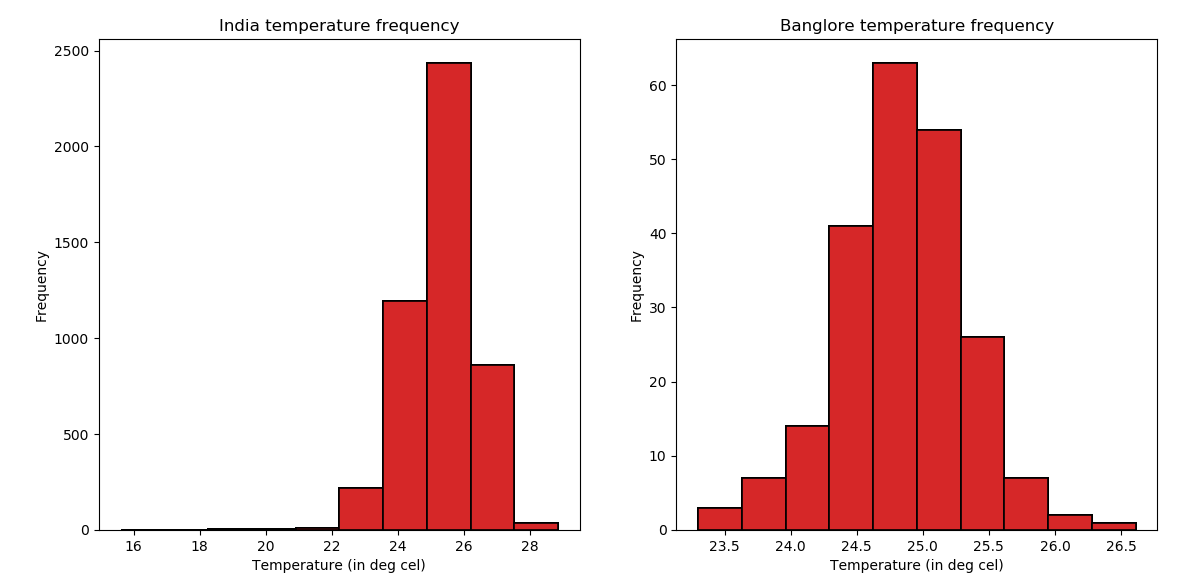 India temperature frequency
2500
2000
1500
1000
500
0
Frequency
16 18 20 22 24 26 28
Temperature (in deg cel)
Banglore temperature frequency
60
50
40
30
20
10
0
Frequency
23.5 24.0 24.5 25.0 25.5 26.0 26.5
Temperature (in deg cel)